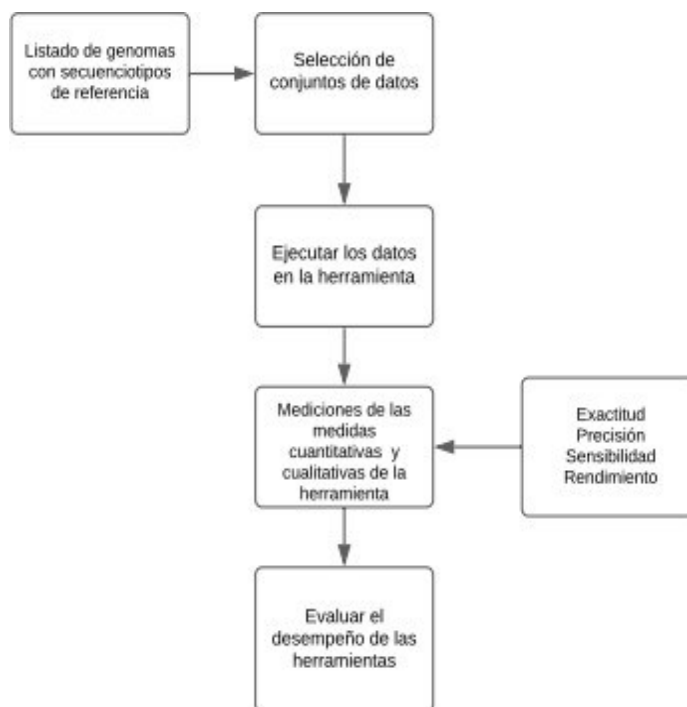 Listado de genomas
con secuenciotipos
de referencia
Selección de
conjuntos de datos
Ejecutar los datos
en la herramienta
Mediciones de las
medidas
cuantitativas y
cualitativas de la
herramienta
Exactitud
Precisión
Sensibilidad
Rendimiento
Evaluar el
desempeño de las
herramientas